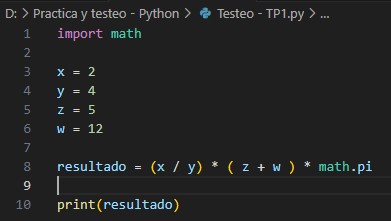 D: > Practica y testeo - Python > Testeo - TP1.py > ...
1 import math
2
3 x = 2
4 y = 4
5 z = 5
6 w = 12
7
8 resultado = (x / y) * ( z + w ) * math.pi
9
10 print(resultado)